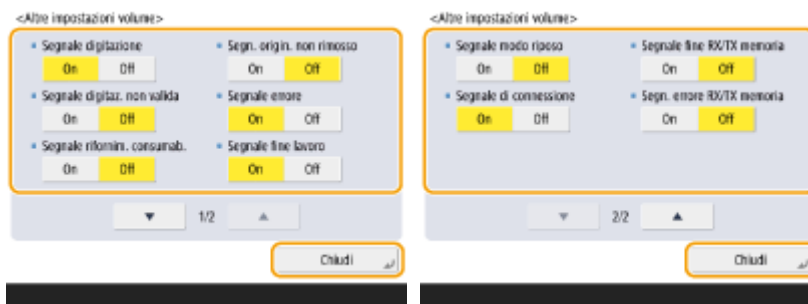 <Altre impostazioni volume>
Segnale digitazione
On Off
Segn. origin. non rimosso
On Off
Segnale digitaz. non valida
On Off
Segnale errore
On Off
Segnale rifornim. consumab.
On Off
Segnale fine lavoro
On Off
1/2
Chiudi
<Altre impostazioni volume>
Segnale modo riposo
On Off
Segnale fine RX/TX memoria
On Off
Segnale di connessione
On Off
Segn. errore RX/TX memoria
On Off
2/2
Chiudi